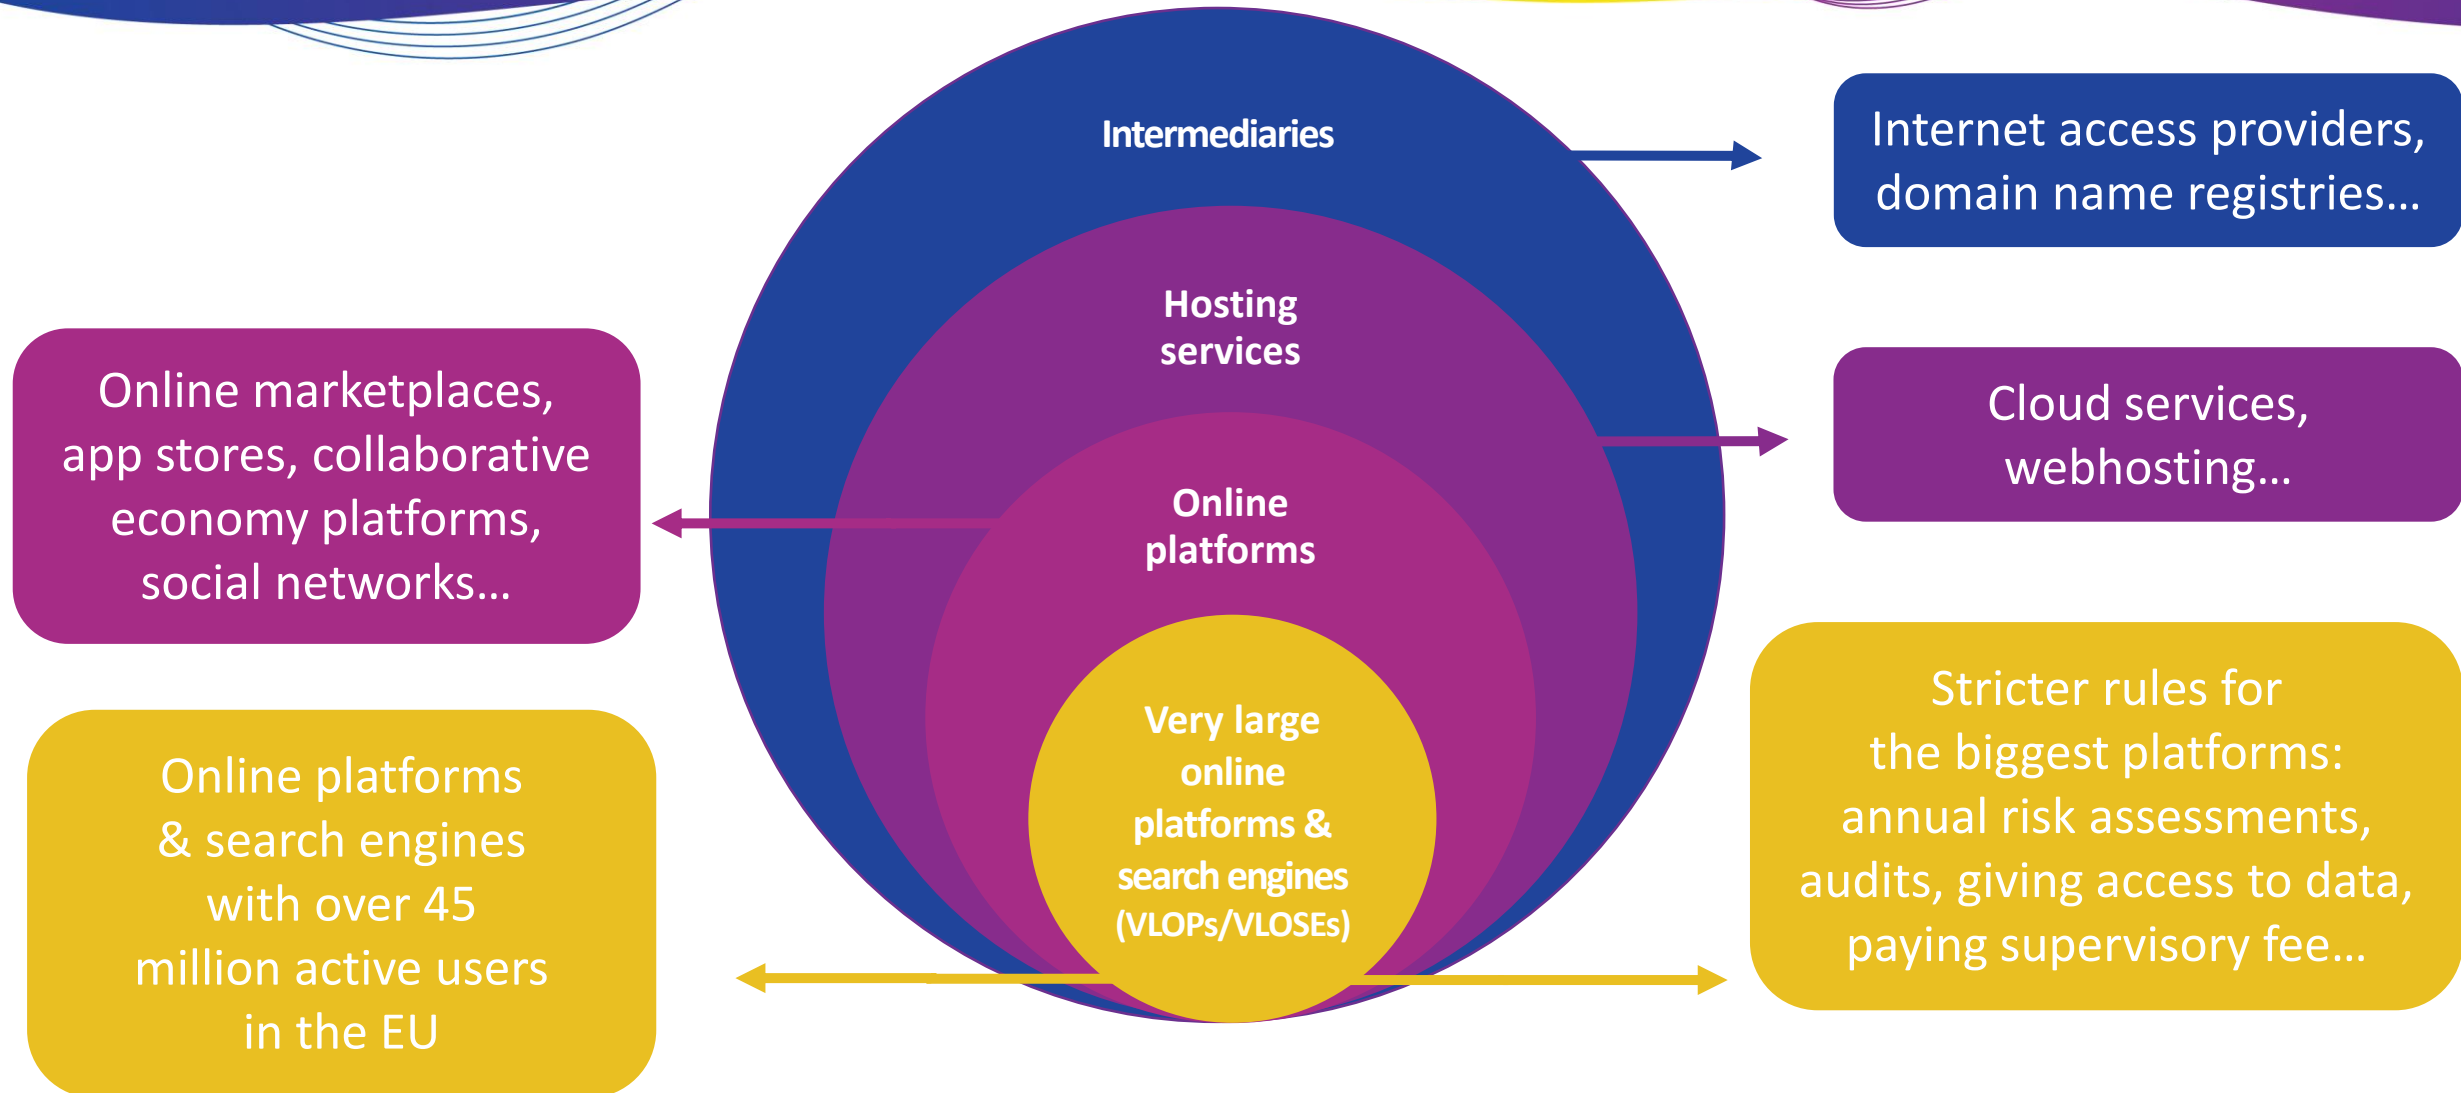 Intermediaries
Internet access providers,
domain name registries...
Hosting
services
Cloud services,
webhosting...
Online marketplaces,
app stores, collaborative
economy platforms,
social networks...
Online
platforms
Very large
online
platforms &
search engines
(VLOPs/VLOSEs)
Online platforms
& search engines
with over 45
million active users
in the EU
Stricter rules for
the biggest platforms:
annual risk assessments,
audits, giving access to data,
paying supervisory fee...